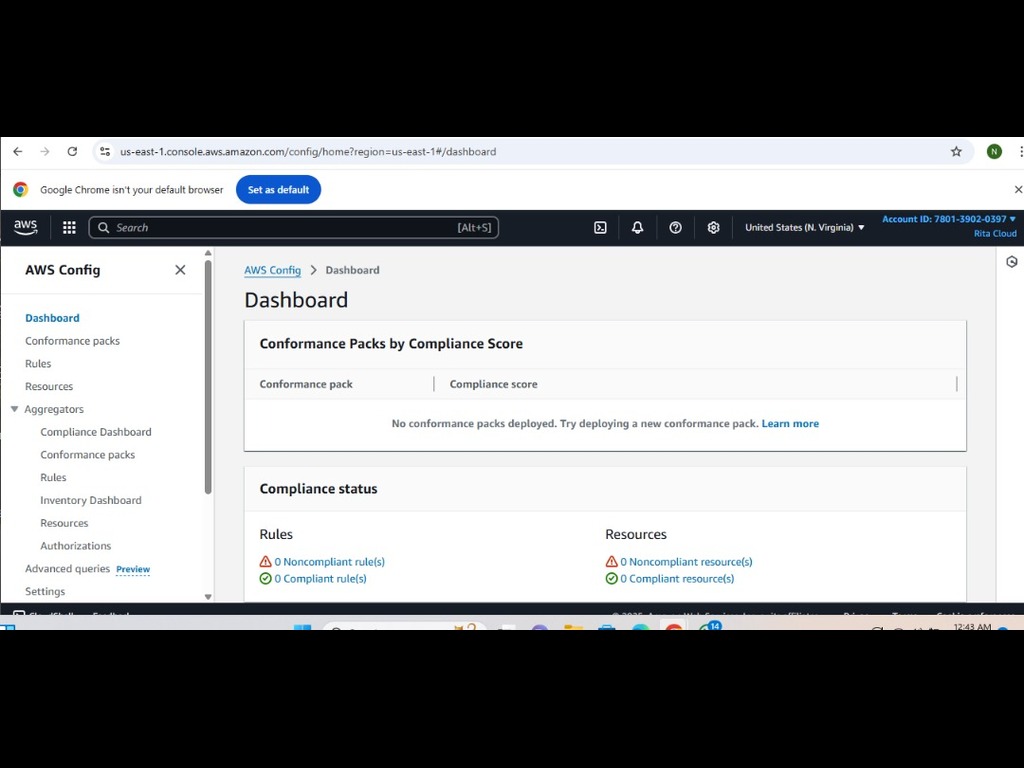 us-east-1.console.aws.amazon.com/config/home?region=us-east-1#/dashboard
N
Google Chrome isn't your default browser
Set as default
aws
Search
[Alt+S]
United States (N. Virginia)
Account ID: 7801-3902-0397
Rita Cloud
AWS Config
Dashboard
Conformance packs
Rules
Resources
Aggregators
Compliance Dashboard
Conformance packs
Rules
Inventory Dashboard
Resources
Authorizations
Advanced queries Preview
Settings
AWS Config > Dashboard
Dashboard
Conformance Packs by Compliance Score
Conformance pack
Compliance score
No conformance packs deployed. Try deploying a new conformance pack. Learn more
Compliance status
Rules
0 Noncompliant rule(s)
0 Compliant rule(s)
Resources
0 Noncompliant resource(s)
0 Compliant resource(s)
14
12:43 AM